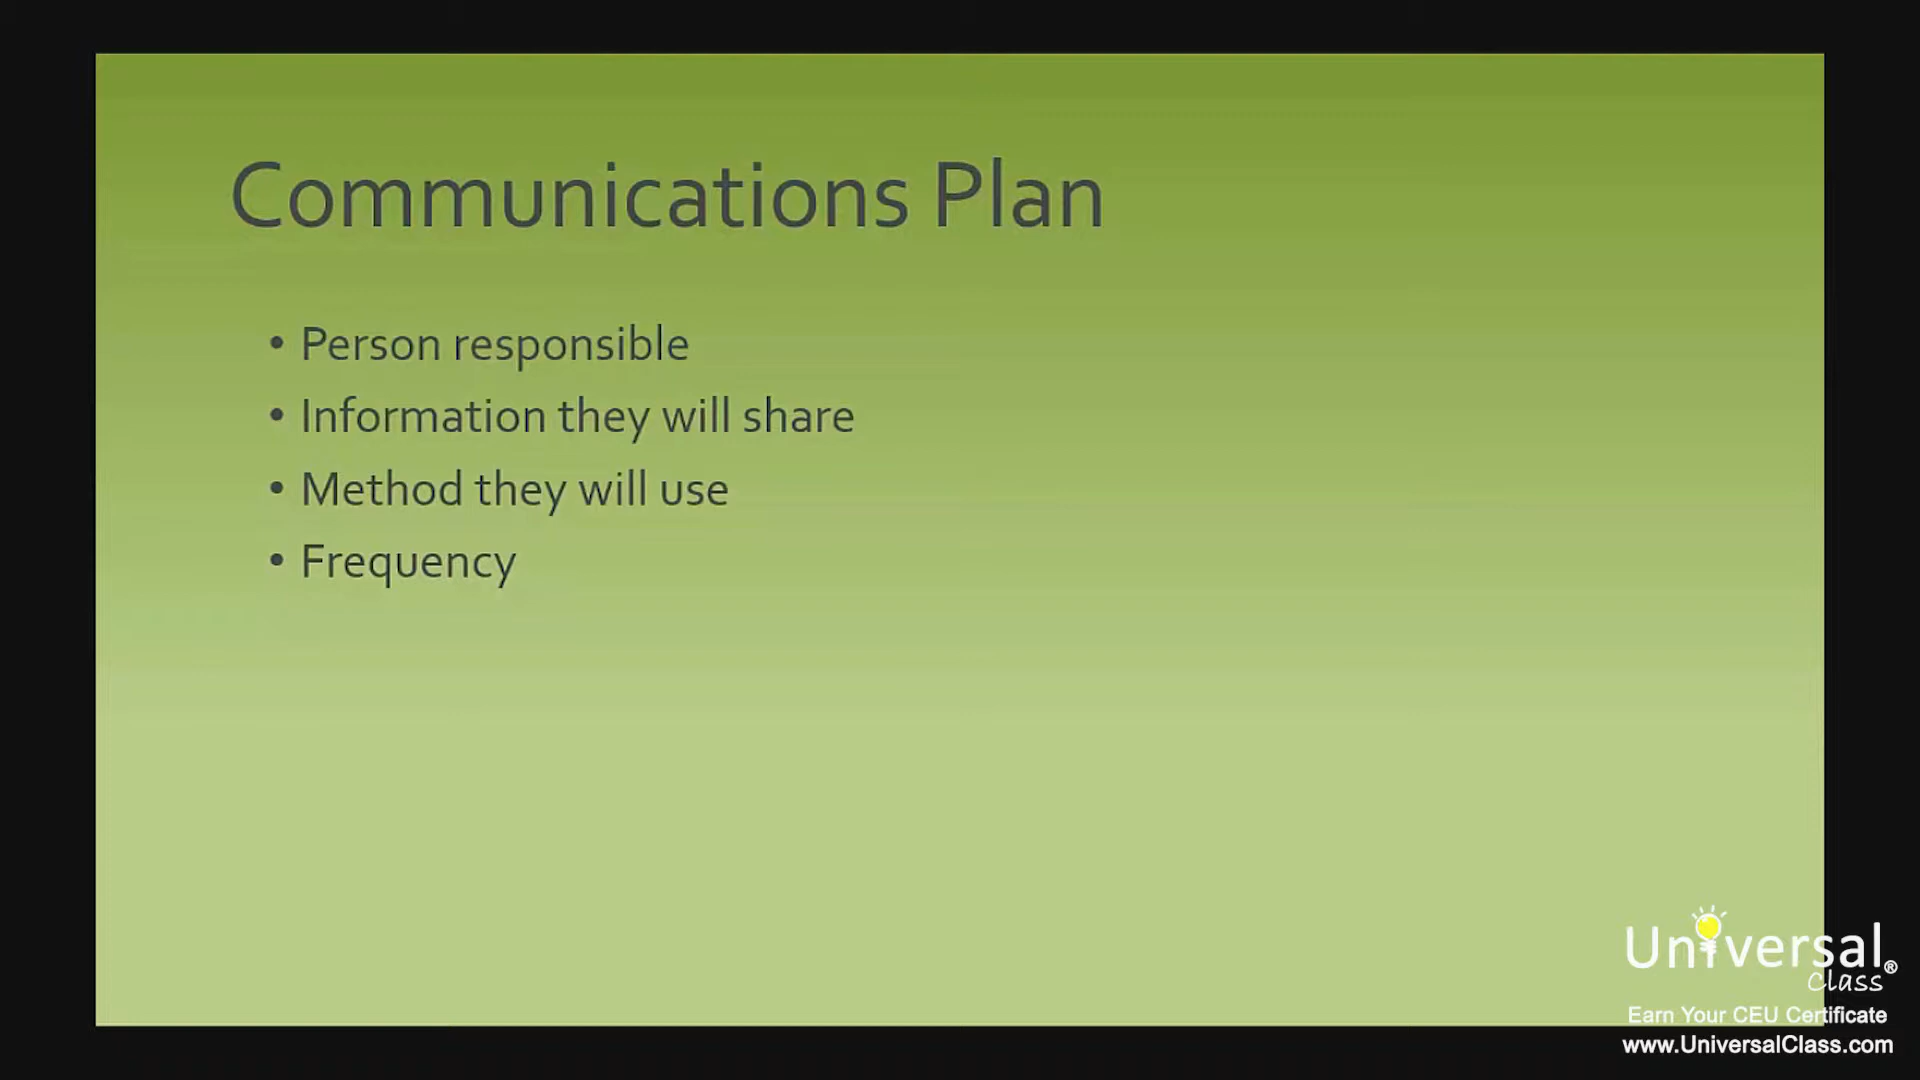 Communications Plan
• Person responsible
• Information they will share
• Method they will use
• Frequency
Universal®
Class
Earn Your CEU Certificate
www.UniversalClass.com